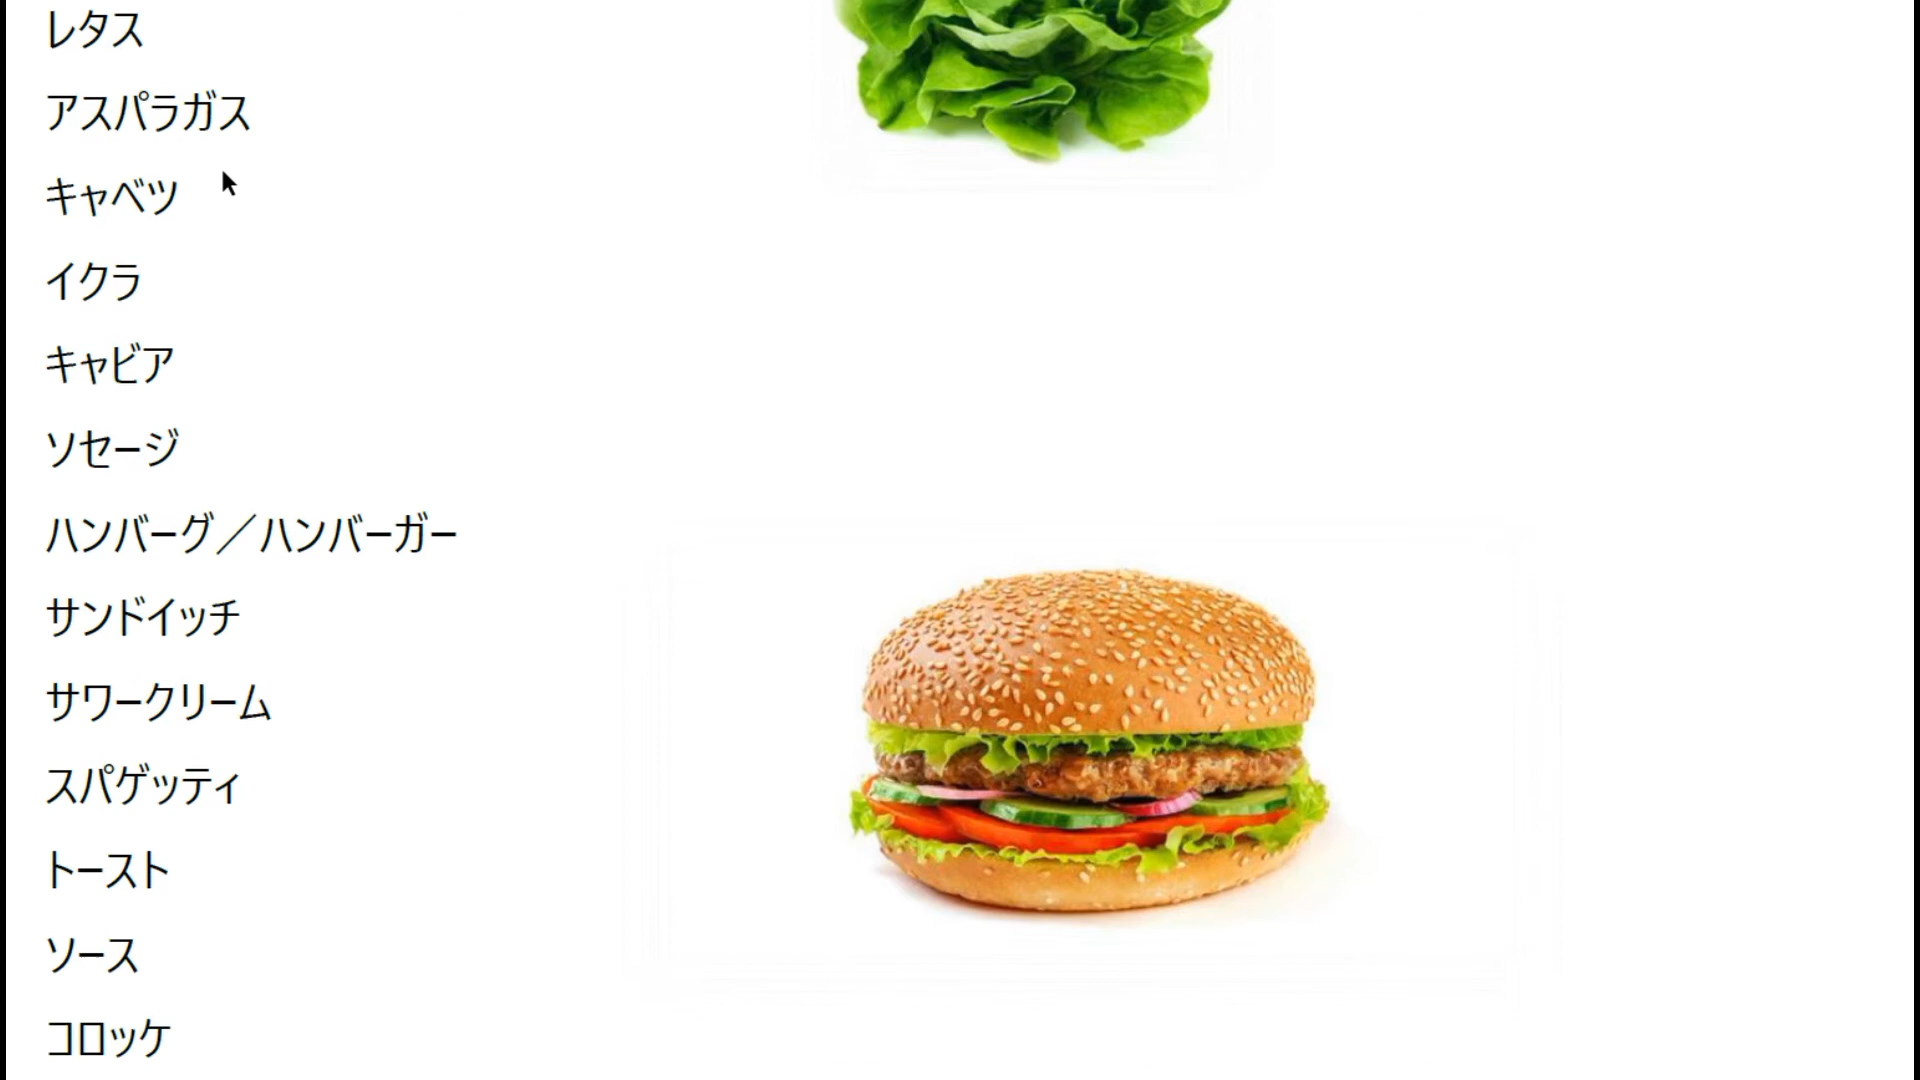 レタス
アスパラガス
キャベツ
イクラ
キャビア
ソセージ
ハンバーグ／ハンバーガー
サンドイッチ
サワークリーム
スパゲッティ
トースト
ソース
コロッケ